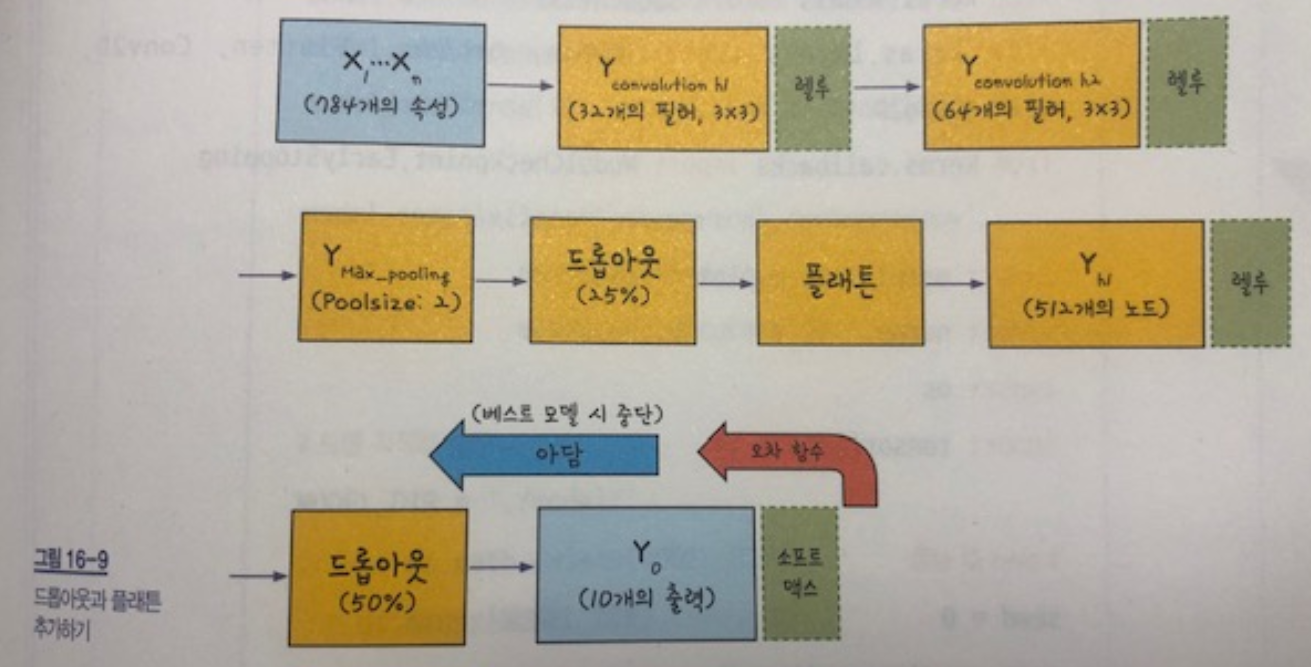 X₁…Xₙ
(784개의 속성)
Y convolution h1
(32개의 필터, 3x3)
렐루
Y convolution h2
(64개의 필터, 3x3)
렐루
Y Max_pooling
(Poolsize: 2)
드롭아웃
(25%)
플래튼
Y h1
(512개의 노드)
렐루
(베스트 모델 시 중단)
아담
오차 함수
드롭아웃
(50%)
Y₀
(10개의 출력)
소프트
맥스
그림 16-9
드롭아웃과 플래튼
추가하기